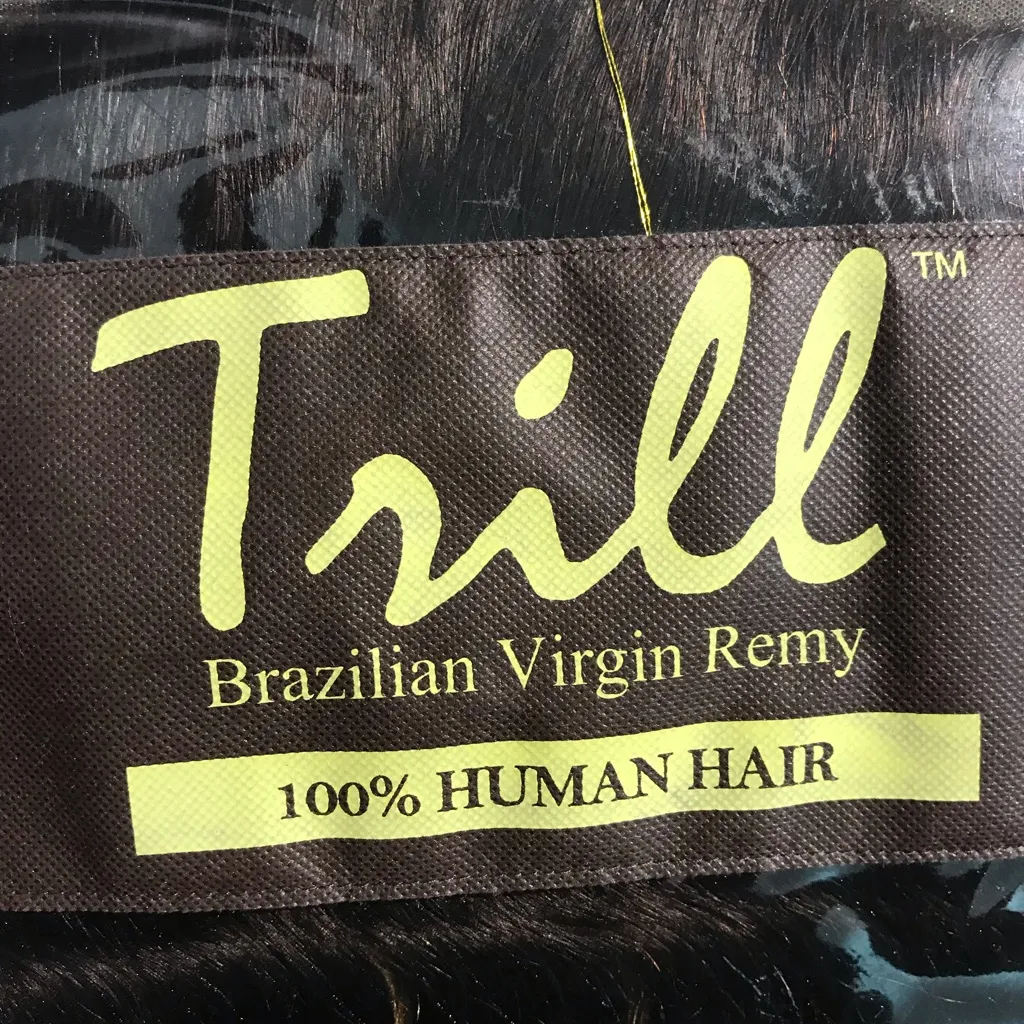 Trill™
Brazilian Virgin Remy
100% HUMAN HAIR